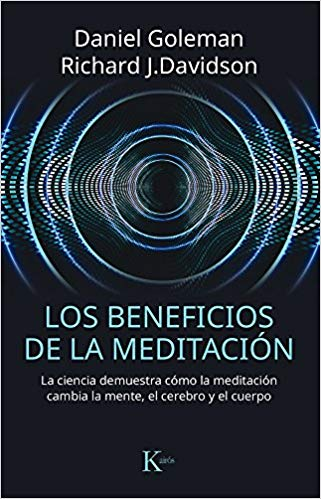 Daniel Goleman
Richard J.Davidson
LOS BENEFICIOS
DE LA MEDITACIÓN
La ciencia demuestra cómo la meditación
cambia la mente, el cerebro y el cuerpo
Kairós